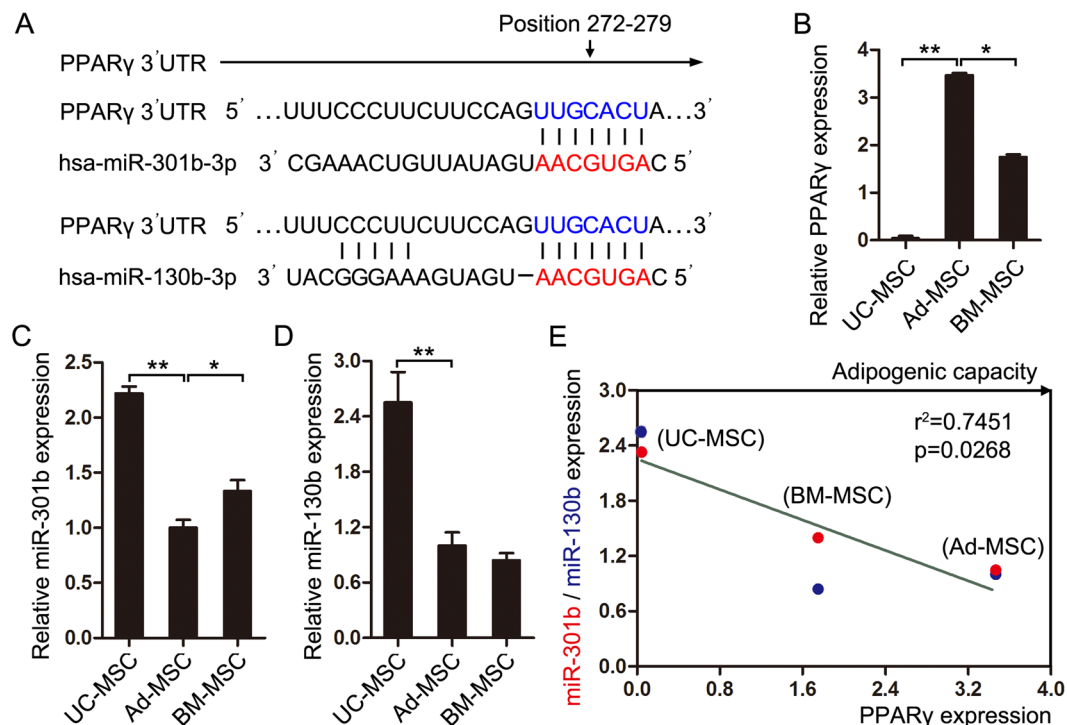 A
Position 272-279
PPARγ 3'UTR
PPARγ 3'UTR 5' ...UUUCCCUUCUUCCAGUUGCACUA...3'
hsa-miR-301b-3p 3' CGAAACUGUUAUAGUAACGUGAC 5'
PPARγ 3'UTR 5' ...UUUCCCUUCUUCCAGUUGCACUA...3'
hsa-miR-130b-3p 3' UACGGGAAAGUAGU–AACGUGAC 5'
B
Relative PPARγ expression
4
3
2
1
0
** *
UC-MSC
Ad-MSC
BM-MSC
C
Relative miR-301b expression
2.5
2.0
1.5
1.0
0.5
0.0
** *
UC-MSC
Ad-MSC
BM-MSC
D
Relative miR-130b expression
3.0
2.4
1.8
1.2
0.6
0.0
**
UC-MSC
Ad-MSC
BM-MSC
E
Adipogenic capacity
miR-301b / miR-130b expression
3.0
2.4
1.8
1.2
0.6
0.0
r²=0.7451
p=0.0268
(UC-MSC)
(BM-MSC)
(Ad-MSC)
0.0 0.8 1.6 2.4 3.2 4.0
PPARγ expression